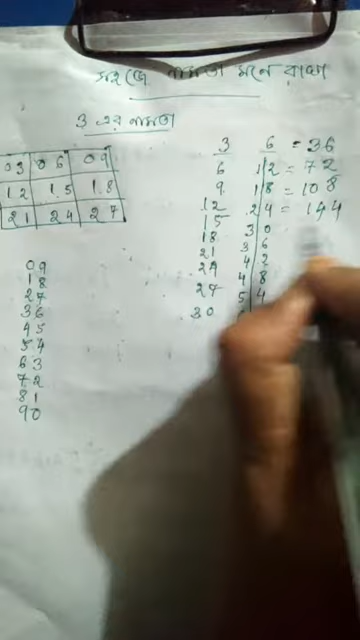 সহজে নামতা মনে রাখা
3 এর নামতা
03 06 09
12 15 18
21 24 27
09
18
27
36
45
54
63
72
81
90
3 6 = 36
6 12 = 72
9 18 = 108
12 24 = 144
15 30
18 36
21 42
24 48
27 54
30 6